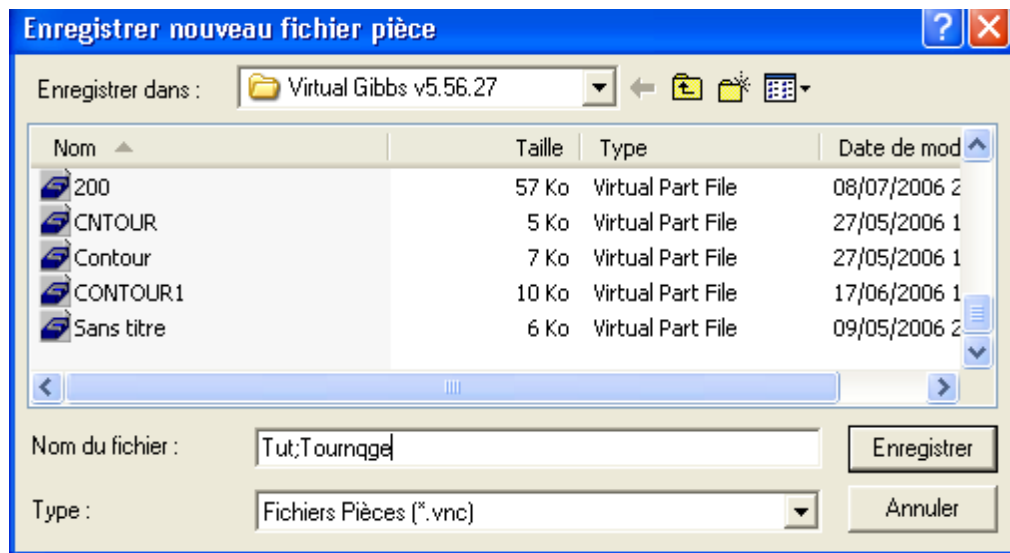 Enregistrer nouveau fichier pièce
Enregistrer dans :
Virtual Gibbs v5.56.27
Nom Taille Type Date de mod
200 57 Ko Virtual Part File 08/07/2006 2
CNTOUR 5 Ko Virtual Part File 27/05/2006 1
Contour 7 Ko Virtual Part File 27/05/2006 1
CONTOUR1 10 Ko Virtual Part File 17/06/2006 1
Sans titre 6 Ko Virtual Part File 09/05/2006 2
Nom du fichier : Tut;Tournqge Enregistrer
Type : Fichiers Pièces (*.vnc) Annuler